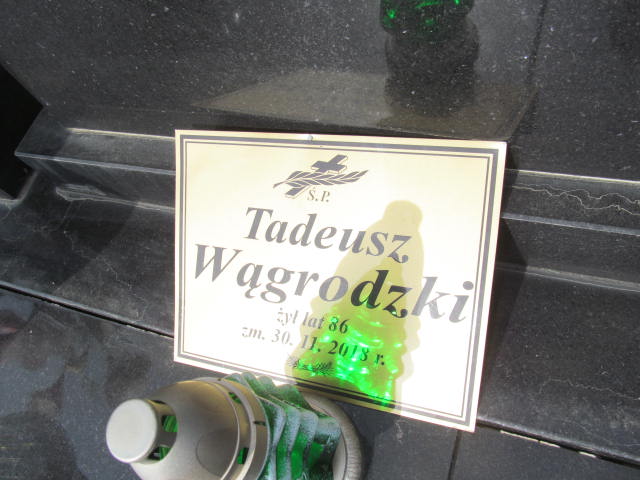 Ś.P.
Tadeusz
Wągrodzki
żył lat 86
zm. 30. 11. 2018 r.